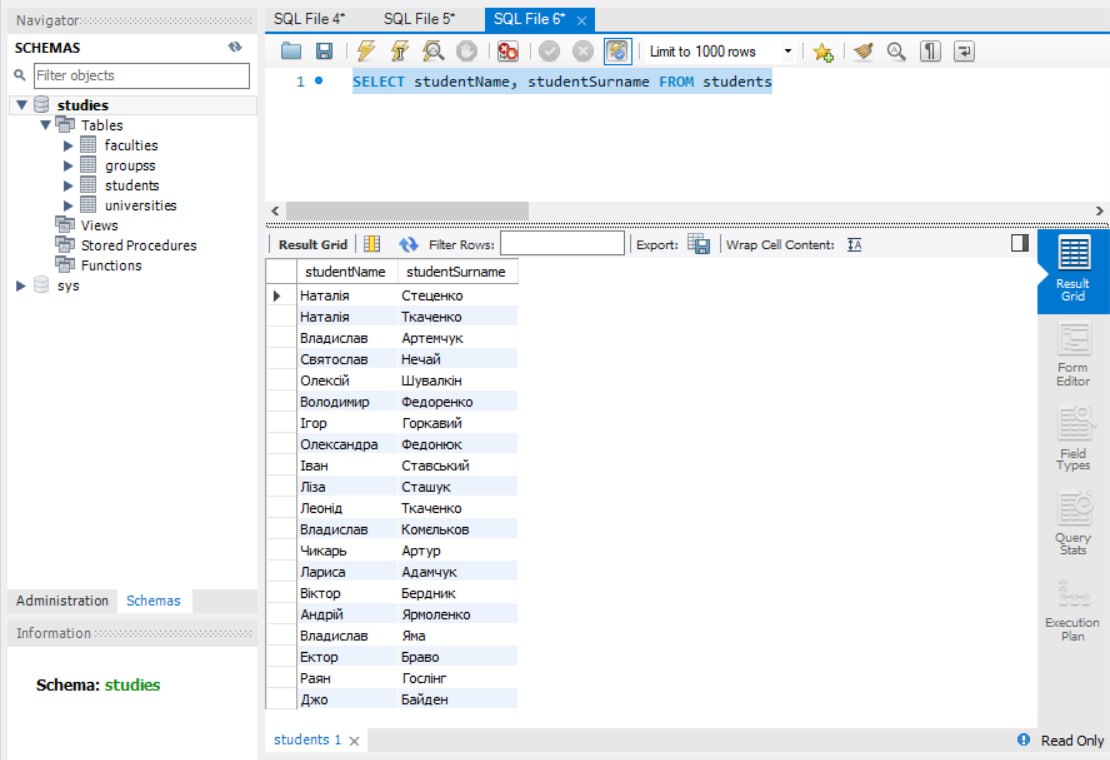 Navigator
SCHEMAS
Filter objects
studies
Tables
faculties
groupss
students
universities
Views
Stored Procedures
Functions
sys
Administration Schemas
Information
Schema: studies
SQL File 4* SQL File 5* SQL File 6*
Limit to 1000 rows
1 SELECT studentName, studentSurname FROM students
Result Grid Filter Rows: Export: Wrap Cell Content:
studentName studentSurname
Наталія Стеценко
Наталія Ткаченко
Владислав Артемчук
Святослав Нечай
Олексій Шувалкін
Володимир Федоренко
Ігор Горкавий
Олександра Федонюк
Іван Ставський
Ліза Сташук
Леонід Ткаченко
Владислав Комєльков
Чикарь Артур
Лариса Адамчук
Віктор Бердник
Андрій Ярмоленко
Владислав Яма
Ектор Браво
Раян Гослінг
Джо Байден
Result
Grid
Form
Editor
Field
Types
Query
Stats
Execution
Plan
students 1
Read Only